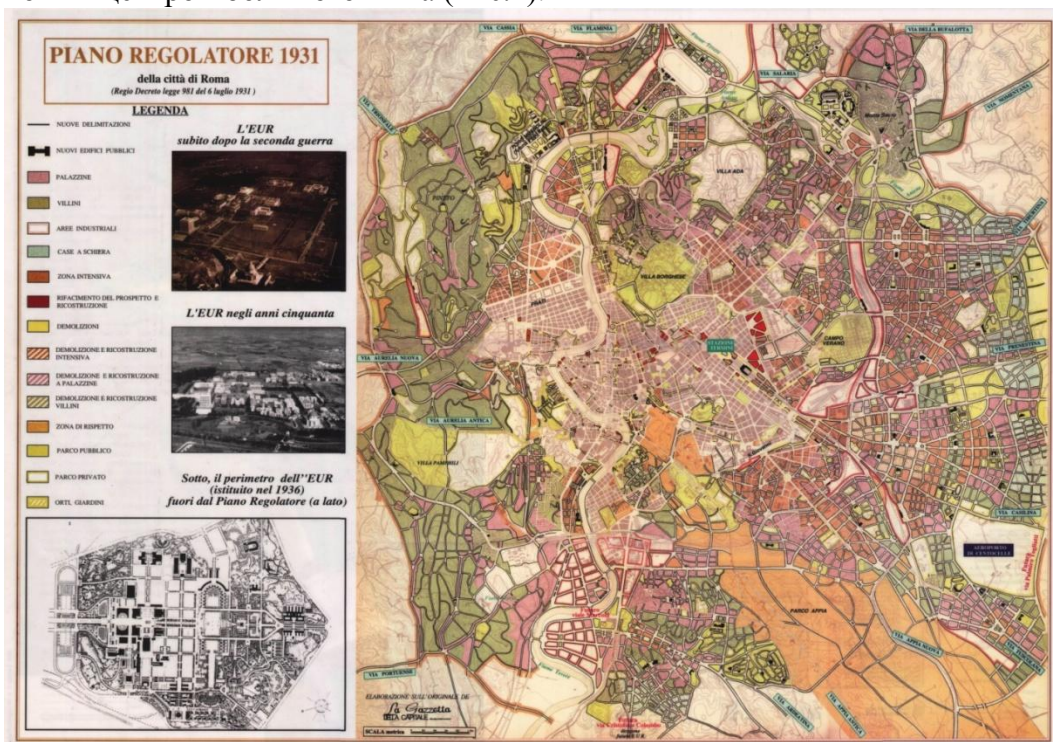 PIANO REGOLATORE 1931
della città di Roma
(Regio Decreto legge 981 del 6 luglio 1931 )
LEGENDA
NUOVE DELIMITAZIONI
NUOVI EDIFICI PUBBLICI
PALAZZINE
VILLINI
AREE INDUSTRIALI
CASE A SCHIERA
ZONA INTENSIVA
RIFACIMENTO DEL PROSPETTO E
RICOSTRUZIONE
DEMOLIZIONI
DEMOLIZIONE E RICOSTRUZIONE
INTENSIVA
DEMOLIZIONE E RICOSTRUZIONE
A PALAZZINE
DEMOLIZIONE E RICOSTRUZIONE
VILLINI
ZONA DI RISPETTO
PARCO PUBBLICO
PARCO PRIVATO
ORTI, GIARDINI
L'EUR
subito dopo la seconda guerra
L'EUR negli anni cinquanta
Sotto, il perimetro dell''EUR
(istituito nel 1936)
fuori dal Piano Regolatore (a lato)
VIA CASSIA
VIA FLAMINIA
VIA SALARIA
VIA DELLA BUFALOTTA
VIA NOMENTANA
VIA TRIONFALE
VILLA ADA
VILLA BORGHESE
PRATI
STAZIONE
TERMINI
CAMPO
VERANO
VIA AURELIA NUOVA
VIA PRENESTINA
VIA AURELIA ANTICA
VILLA PAMPHILI
VIA CASILINA
AEROPORTO
DI CENTOCELLE
PARCO APPIA
VIA APPIA NUOVA
VIA TUSCOLANA
VIA PORTUENSE
VIA ARDEATINA
ELABORAZIONE SULL'ORIGINALE DE
La Gazzetta
DELLA CAPITALE
SCALA metrica